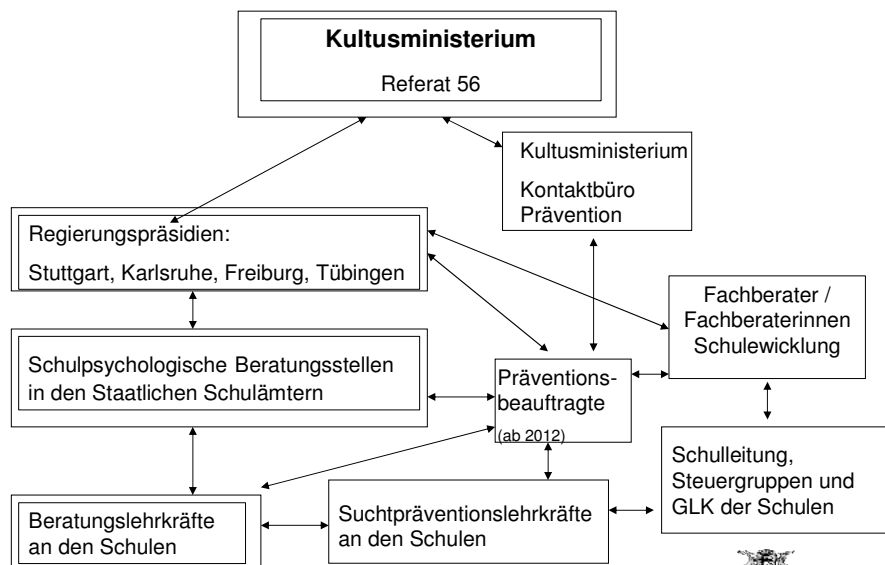 Kultusministerium
Referat 56
Kultusministerium
Kontaktbüro
Prävention
Regierungspräsidien:
Stuttgart, Karlsruhe, Freiburg, Tübingen
Fachberater /
Fachberaterinnen
Schulewicklung
Schulpsychologische Beratungsstellen
in den Staatlichen Schulämtern
Präventions-
beauftragte
(ab 2012)
Schulleitung,
Steuergruppen und
GLK der Schulen
Beratungslehrkräfte
an den Schulen
Suchtpräventionslehrkräfte
an den Schulen